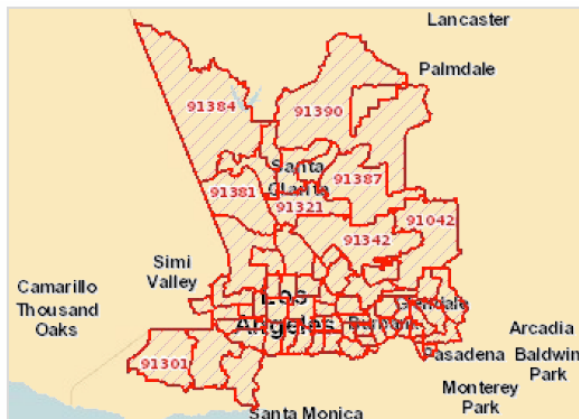 Lancaster
Palmdale
91384
91390
Santa
Clarita
91387
91381
91321
91042
91342
Simi
Valley
Camarillo
Thousand
Oaks
Los
Angeles
Glendale
Burbank
Arcadia
Pasadena
Baldwin
Park
91301
Monterey
Park
Santa Monica